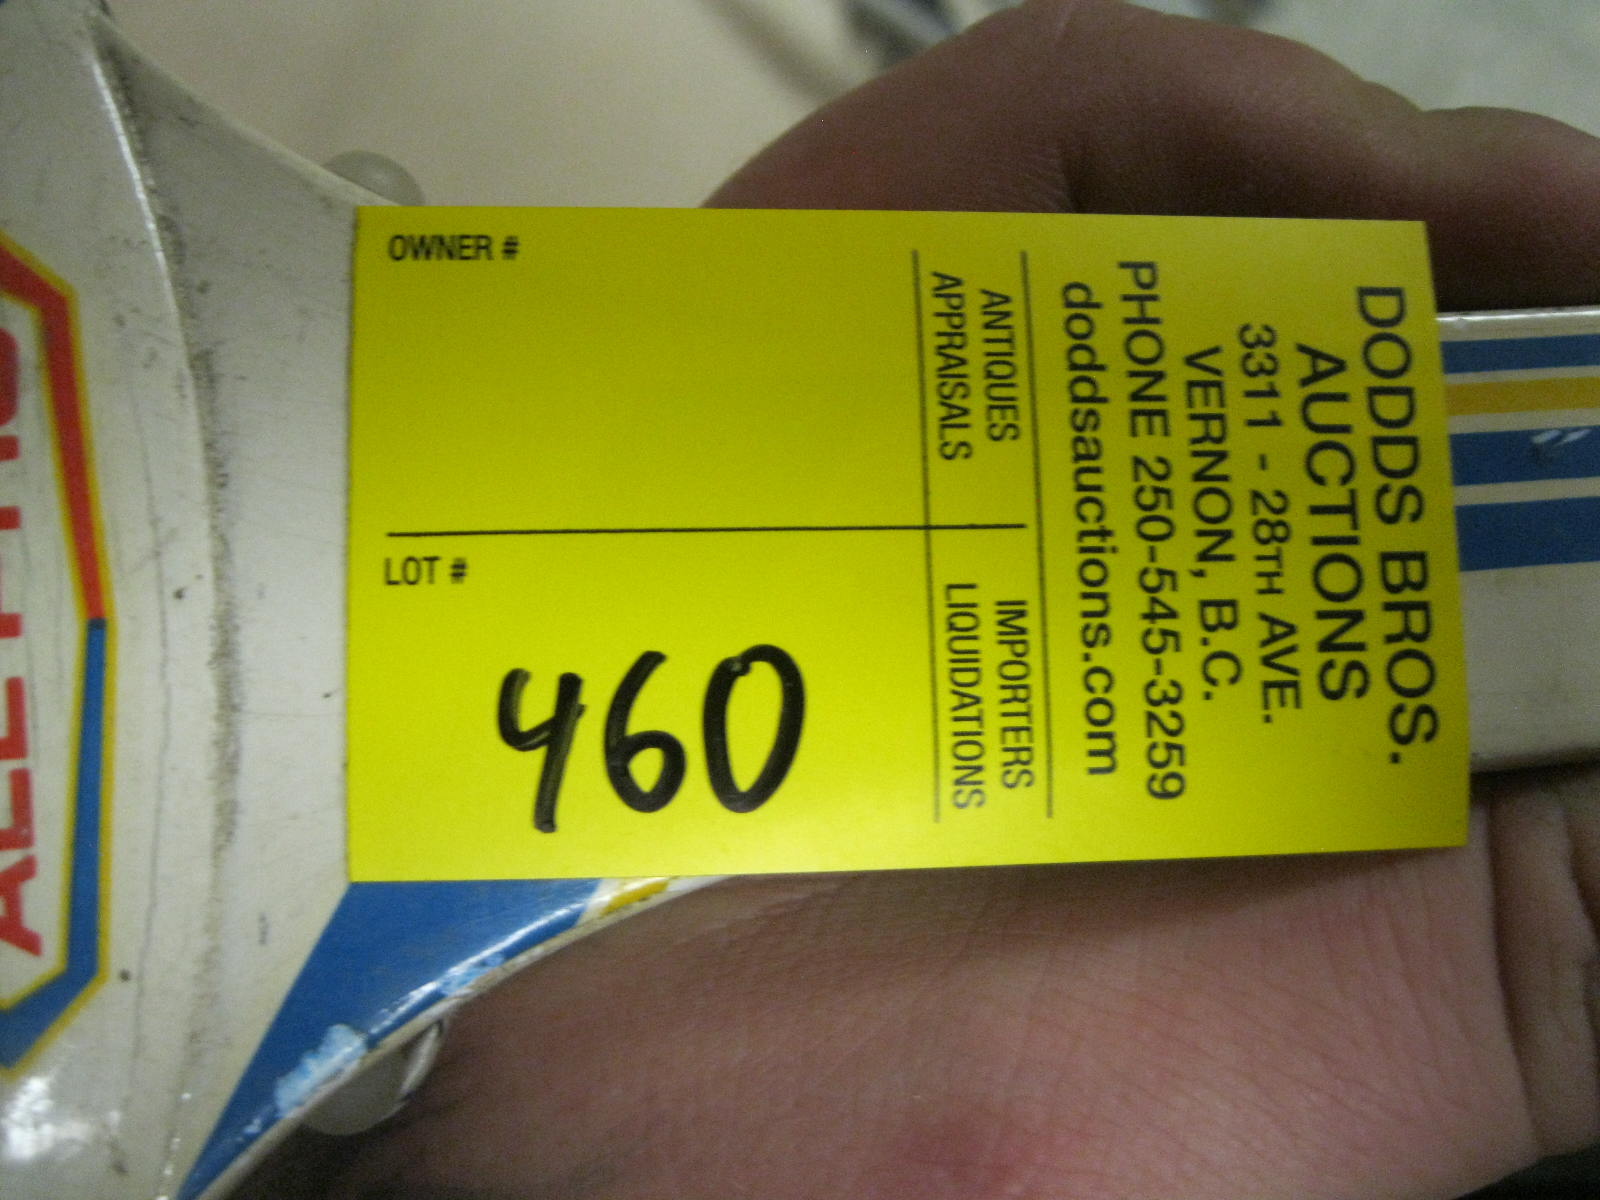 DODDS BROS.
AUCTIONS
3311 - 28TH AVE.
VERNON, B.C.
PHONE 250-545-3259
doddsauctions.com
ANTIQUES
APPRAISALS
IMPORTERS
LIQUIDATIONS
OWNER #
LOT #
460